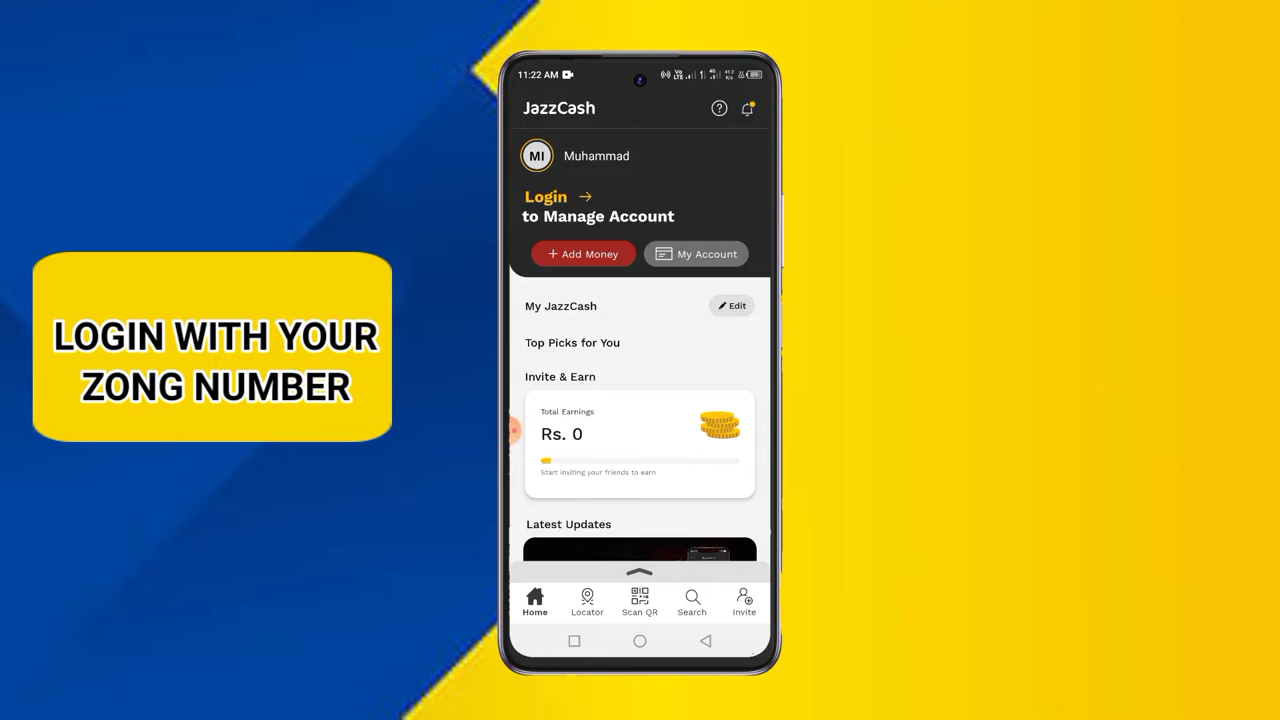 LOGIN WITH YOUR
ZONG NUMBER
11:22 AM
JazzCash
MI
Muhammad
Login →
to Manage Account
+ Add Money
My Account
My JazzCash
Edit
Top Picks for You
Invite & Earn
Total Earnings
Rs. 0
Start inviting your friends to earn
Latest Updates
Home
Locator
Scan QR
Search
Invite